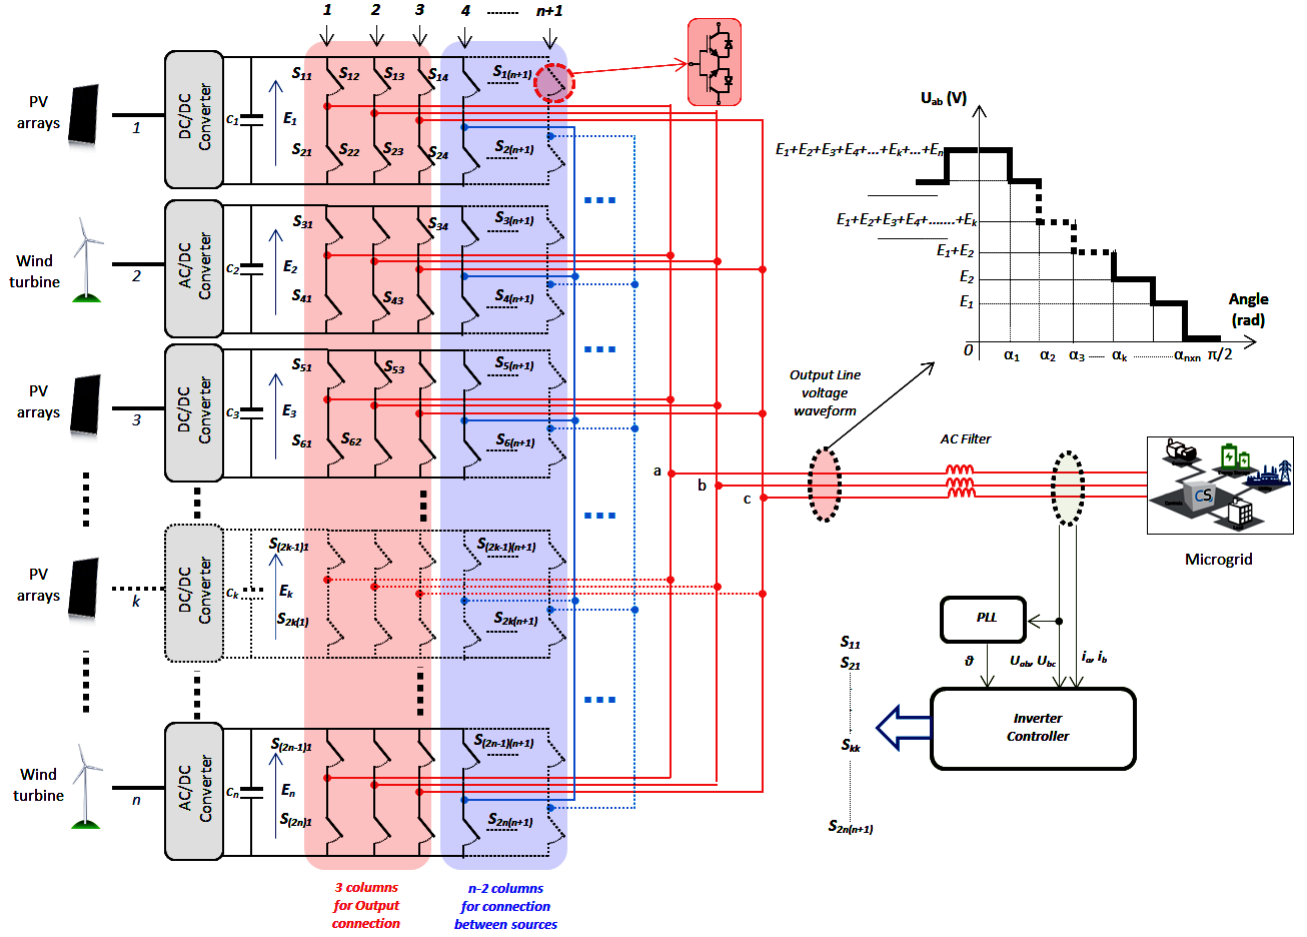 1 2 3 4 ........ n+1
PV
arrays
1
DC/DC
Converter
C1
E1
S11 S12 S13 S14 S1(n+1)
S21 S22 S23 S24 S2(n+1)
Wind
turbine
2
AC/DC
Converter
C2
E2
S31 S34 S3(n+1)
S41 S43 S4(n+1)
PV
arrays
3
DC/DC
Converter
C3
E3
S51 S53 S5(n+1)
S61 S62 S6(n+1)
PV
arrays
k
DC/DC
Converter
Ck
Ek
S(2k-1)1 S(2k-1)(n+1)
S2k(1) S2k(n+1)
Wind
turbine
n
AC/DC
Converter
Cn
En
S(2n-1)1 S(2n-1)(n+1)
S(2n)1 S2n(n+1)
3 columns
for Output
connection
n-2 columns
for connection
between sources
a
b
c
Uab (V)
E1+E2+E3+E4+...+Ek+...+En
E1+E2+E3+E4+.......+Ek
E1+E2
E2
E1
0 α1 α2 α3 ..... αk ........... αnxn π/2
Angle
(rad)
Output Line
voltage
waveform
AC Filter
CS
Microgrid
PLL
ϑ Uab, Ubc ia, ib
Inverter
Controller
S11
S21
Skk
S2n(n+1)